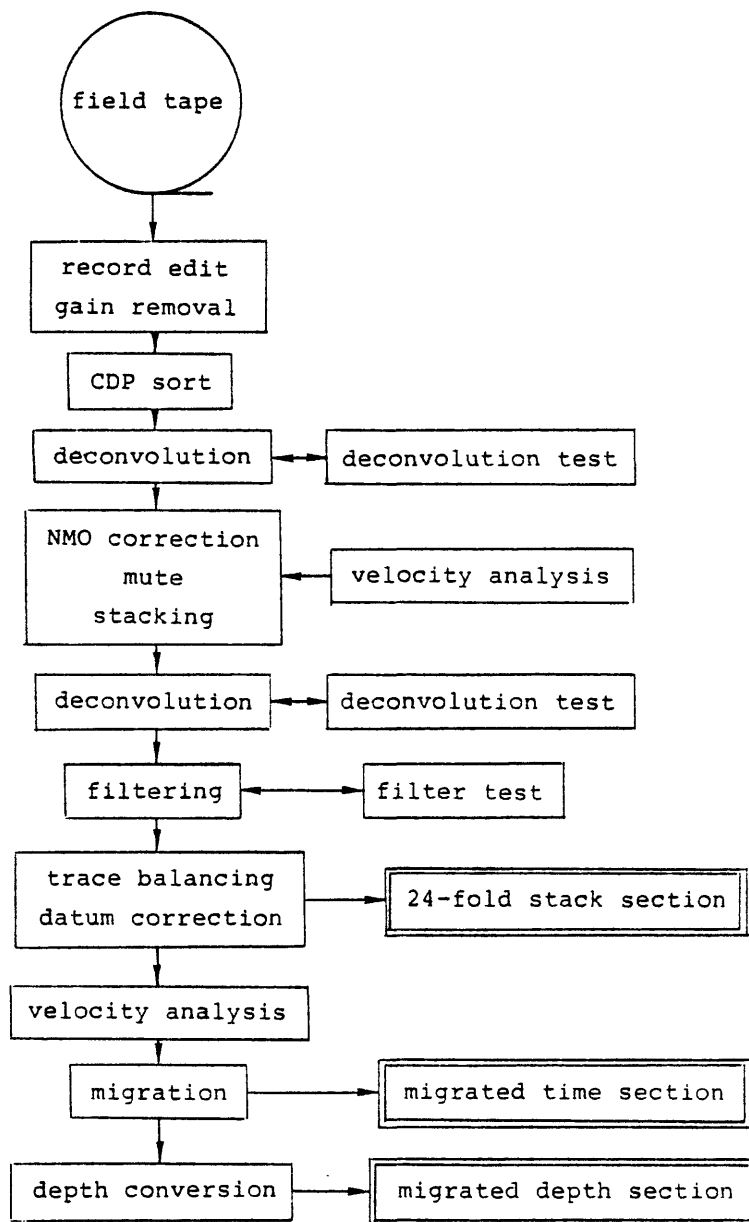 field tape
record edit
gain removal
CDP sort
deconvolution
deconvolution test
NMO correction
mute
stacking
velocity analysis
deconvolution
deconvolution test
filtering
filter test
trace balancing
datum correction
24-fold stack section
velocity analysis
migration
migrated time section
depth conversion
migrated depth section